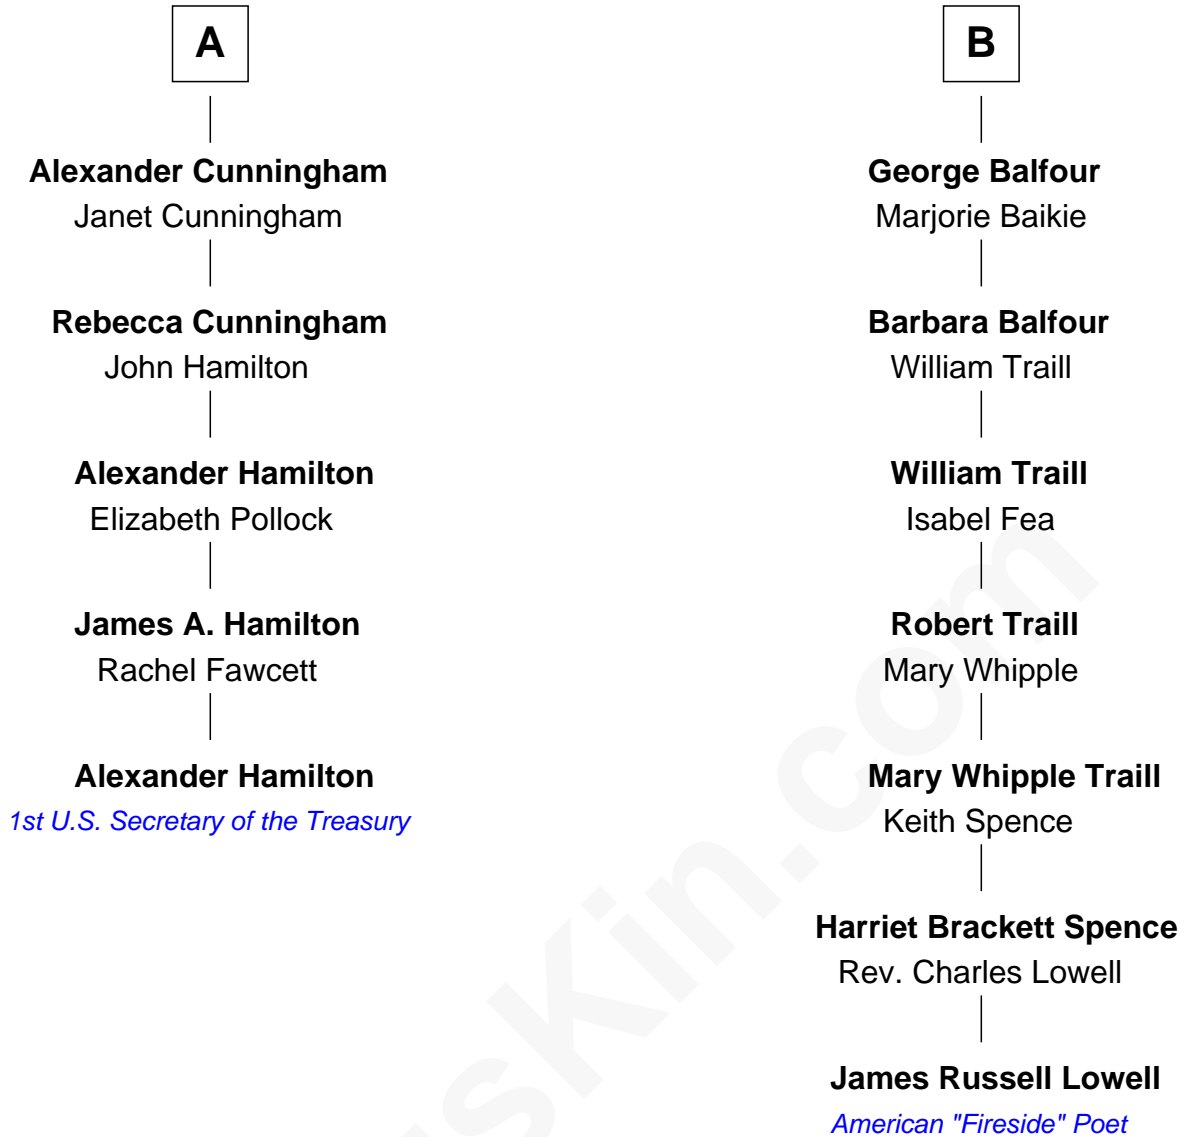 A
Alexander Cunningham
Janet Cunningham
Rebecca Cunningham
John Hamilton
Alexander Hamilton
Elizabeth Pollock
James A. Hamilton
Rachel Fawcett
Alexander Hamilton
1st U.S. Secretary of the Treasury
B
George Balfour
Marjorie Baikie
Barbara Balfour
William Traill
William Traill
Isabel Fea
Robert Traill
Mary Whipple
Mary Whipple Traill
Keith Spence
Harriet Brackett Spence
Rev. Charles Lowell
James Russell Lowell
American "Fireside" Poet
sKin.com